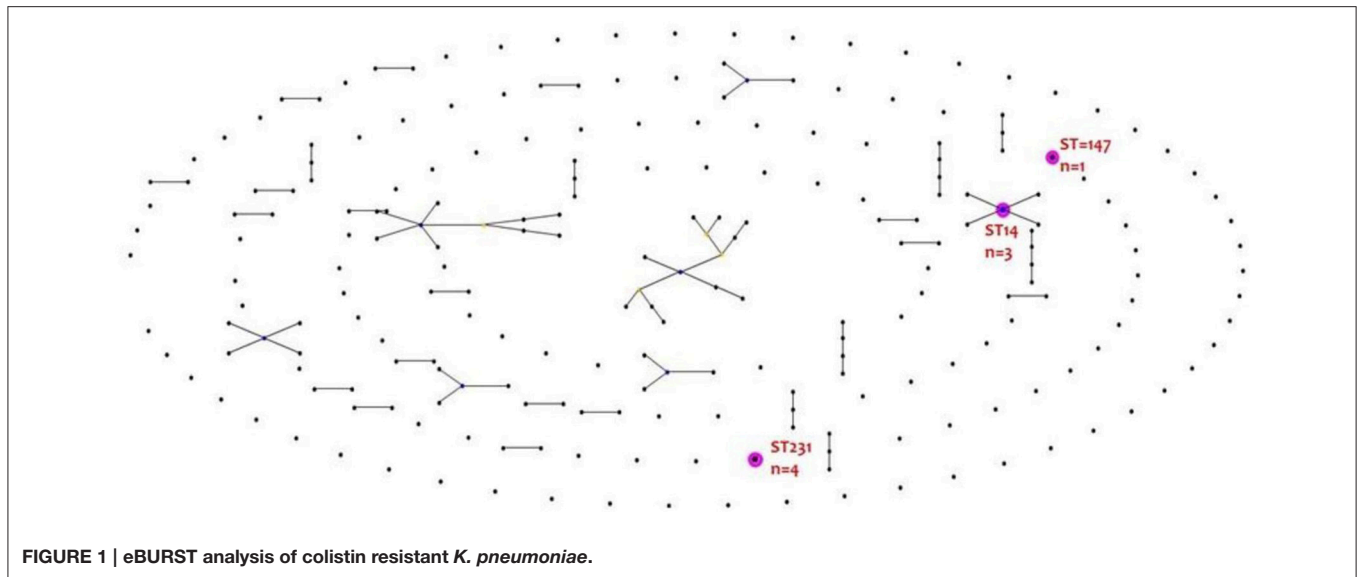 ST=147
n=1
ST14
n=3
ST231
n=4
FIGURE 1 | eBURST analysis of colistin resistant K. pneumoniae.